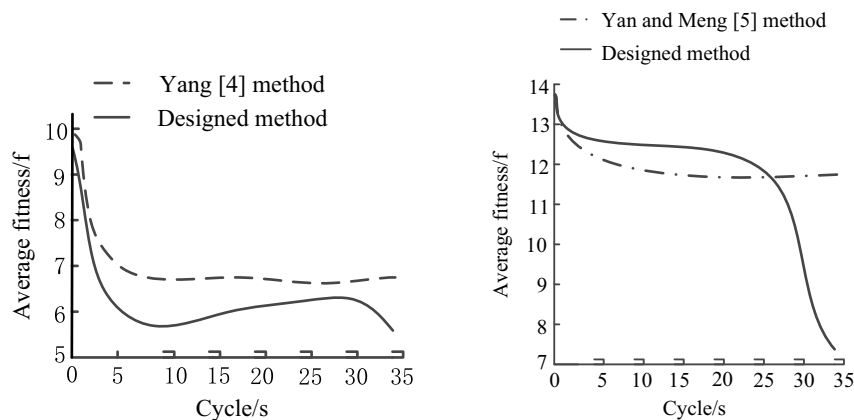 Yang [4] method
Designed method
Average fitness/f
10
9
8
7
6
5
0 5 10 15 20 25 30 35
Cycle/s
Yan and Meng [5] method
Designed method
Average fitness/f
14
13
12
11
10
9
8
7
0 5 10 15 20 25 30 35
Cycle/s